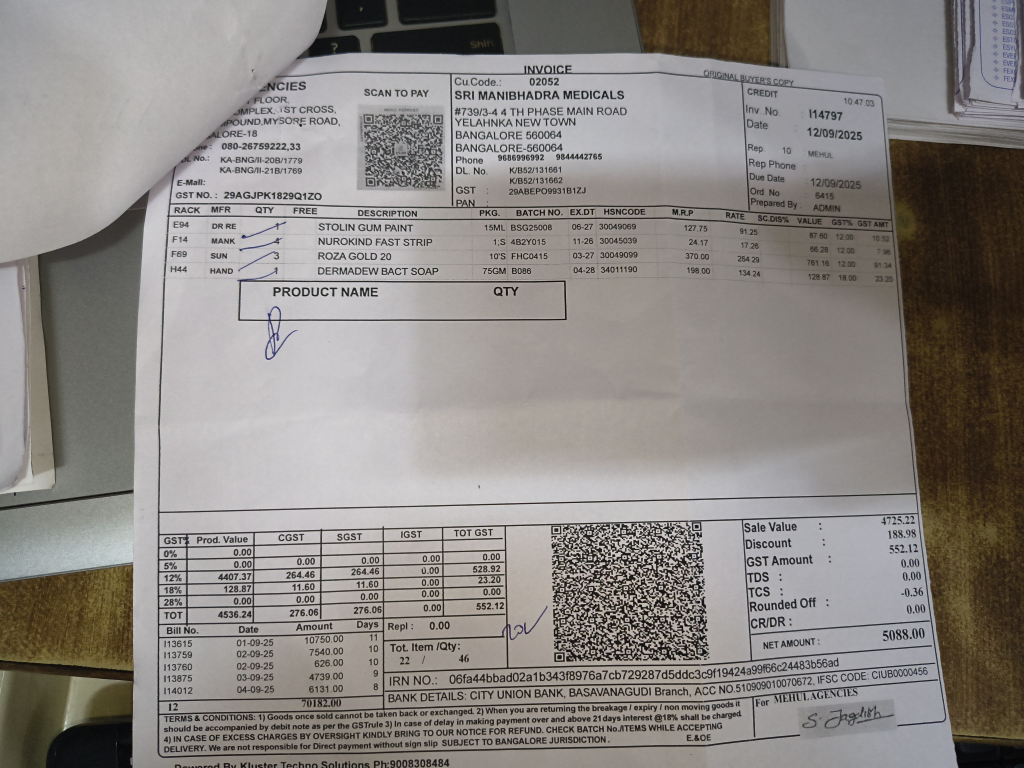 Shift
?
INVOICE
ORIGINAL BUYER'S COPY
ENCIES
FLOOR,
MPLEX, 1ST CROSS,
POUND,MYSORE ROAD,
ALORE-18
: 080-26759222,33
DL No.: KA-BNG/II-20B/1779
KA-BNG/II-21B/1769
E-Mail:
GST NO. : 29AGJPK1829Q1ZO
SCAN TO PAY
Cu Code.: 02052
SRI MANIBHADRA MEDICALS
#739/3-4 4 TH PHASE MAIN ROAD
YELAHNKA NEW TOWN
BANGALORE 560064
BANGALORE-560064
Phone 9686996992 9844442765
DL. No. K/B52/131661
K/B52/131662
GST : 29ABEPO9931B1ZJ
PAN :
CREDIT 10:47:03
Inv .No. I14797
Date 12/09/2025
Rep. 10 MEHUL
Rep Phone
Due Date 12/09/2025
Ord. No 6415
Prepared By ADMIN
RACK MFR QTY FREE DESCRIPTION PKG. BATCH NO. EX.DT HSNCODE M.R.P RATE SC.DIS% VALUE GST% GST AMT
E94 DR RE 1 STOLIN GUM PAINT 15ML BSG25008 06-27 30049069 127.75 91.25 87.60 12.00 10.52
F14 MANK 4 NUROKIND FAST STRIP 1;S 4B2Y015 11-26 30045039 24.17 17.26 66.28 12.00 7.96
F69 SUN 3 ROZA GOLD 20 10'S FHC0415 03-27 30049099 370.00 264.29 761.16 12.00 91.34
H44 HAND 1 DERMADEW BACT SOAP 75GM B086 04-28 34011190 198.00 134.24 128.87 18.00 23.20
PRODUCT NAME QTY
GST% Prod. Value CGST SGST IGST TOT GST
0% 0.00 0.00 0.00 0.00 0.00
5% 0.00 0.00 0.00 0.00 0.00
12% 4407.37 264.46 264.46 0.00 528.92
18% 128.87 11.60 11.60 0.00 23.20
28% 0.00 0.00 0.00 0.00 0.00
TOT 4536.24 276.06 276.06 0.00 552.12
Bill No. Date Amount Days
I13615 01-09-25 10750.00 11
I13759 02-09-25 7540.00 10
I13760 02-09-25 626.00 10
I13875 03-09-25 4739.00 9
I14012 04-09-25 6131.00 8
12 70182.00
Repl : 0.00
Tot. Item /Qty:
22 / 46
Sale Value : 4725.22
Discount : 188.98
GST Amount : 552.12
TDS : 0.00
TCS : 0.00
Rounded Off : -0.36
CR/DR : 0.00
NET AMOUNT : 5088.00
IRN NO.: 06fa44bbad02a1b343f8976a7cb729287d5ddc3c9f19424a99f66c24483b56ad
BANK DETAILS: CITY UNION BANK, BASAVANAGUDI Branch, ACC NO.510909010070672, IFSC CODE: CIUB0000456
TERMS & CONDITIONS: 1) Goods once sold cannot be taken back or exchanged. 2) When you are returning the breakage / expiry / non moving goods it
should be accompanied by debit note as per the GSTrule 3) In case of delay in making payment over and above 21 days interest @18% shall be charged.
4) IN CASE OF EXCESS CHARGES BY OVERSIGHT KINDLY BRING TO OUR NOTICE FOR REFUND. CHECK BATCH No./ITEMS WHILE ACCEPTING
DELIVERY. We are not responsible for Direct payment without sign slip SUBJECT TO BANGALORE JURISDICTION . E.&OE
For MEHUL AGENCIES
Powered By Kluster Techno Solutions Ph:9008308484